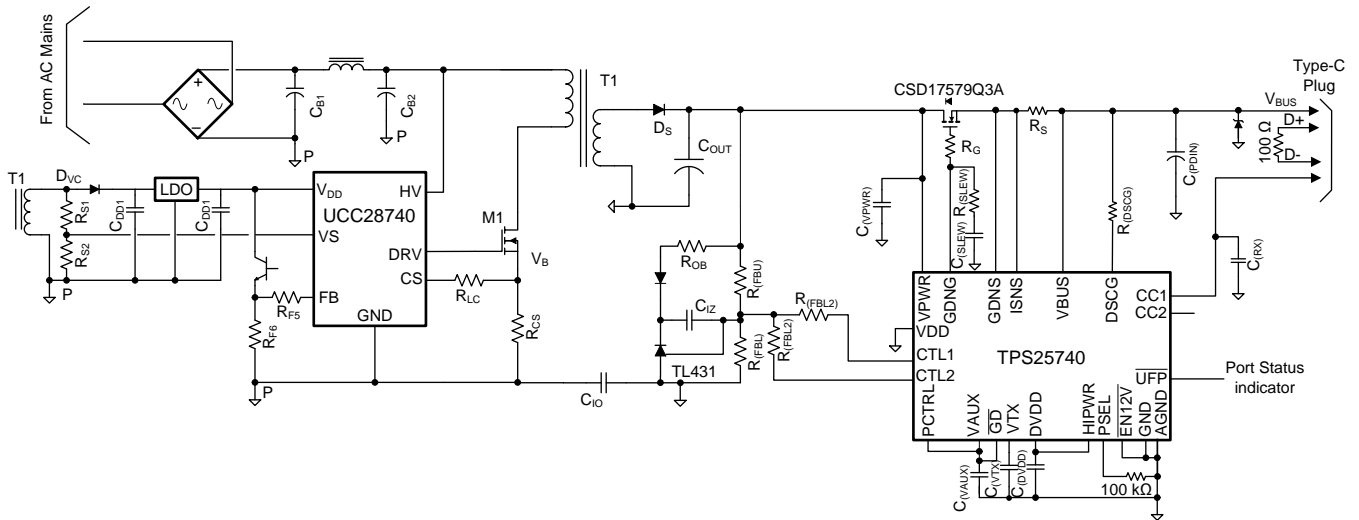 From AC Mains
+
−
CB1
CB2
P
P
T1
DS
COUT
CSD17579Q3A
RG
RS
VBUS
Type-C
Plug
D+
100 Ω
D-
C(PDIN)
T1
DVC
LDO
RS1
RS2
CDD1
CDD1
P
VDD
HV
UCC28740
VS
DRV
CS
FB
GND
M1
VB
RLC
RCS
RF5
RF6
P
CIO
ROB
CIZ
TL431
R(FBU)
R(FBL)
R(FBL2)
R(FBL2)
C(VPWR)
R(SLEW)
C(SLEW)
R(DSCG)
C(RX)
VPWR
GDNG
GDNS
ISNS
VBUS
DSCG
CC1
CC2
VDD
TPS25740
CTL1
CTL2
UFP
Port Status
indicator
PCTRL
VAUX
GD
VTX
DVDD
HIPWR
PSEL
EN12V
GND
AGND
C(VAUX)
C(VTX)
C(DVDD)
100 kΩ